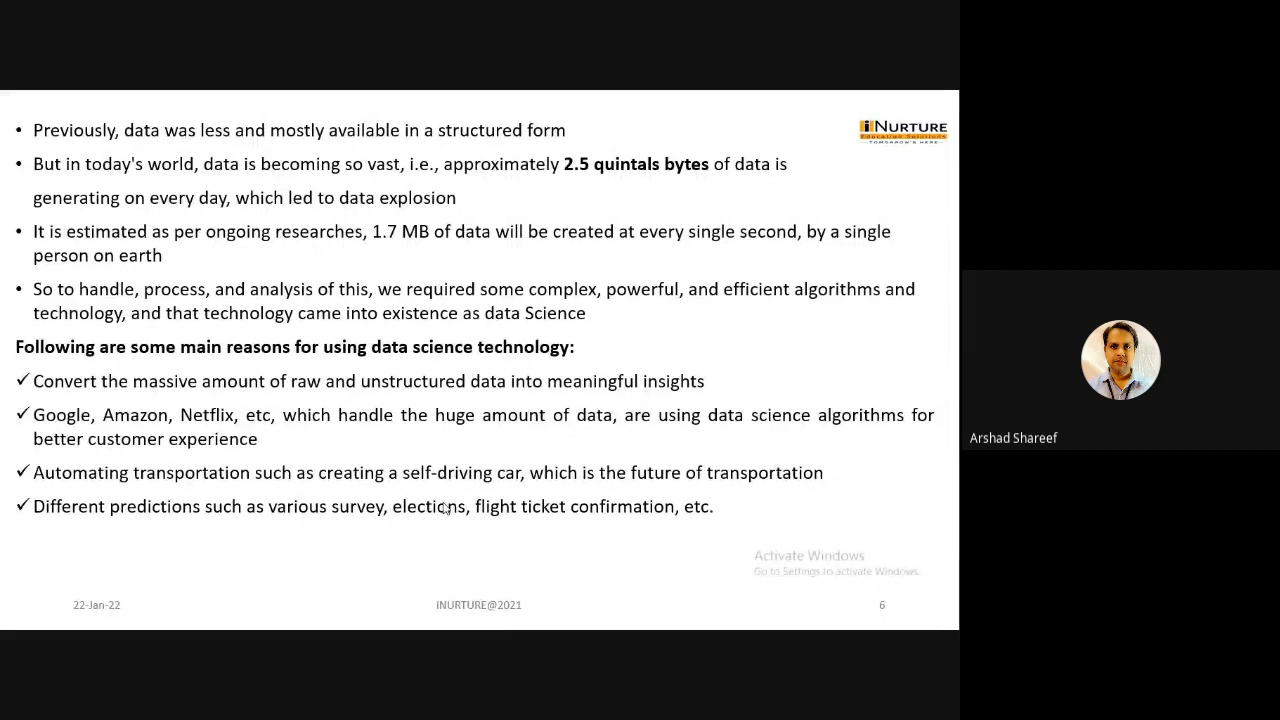 • Previously, data was less and mostly available in a structured form
iNURTURE
Education Solutions
TOMORROW'S HERE
• But in today's world, data is becoming so vast, i.e., approximately 2.5 quintals bytes of data is
generating on every day, which led to data explosion
• It is estimated as per ongoing researches, 1.7 MB of data will be created at every single second, by a single
person on earth
• So to handle, process, and analysis of this, we required some complex, powerful, and efficient algorithms and
technology, and that technology came into existence as data Science
Following are some main reasons for using data science technology:
✓ Convert the massive amount of raw and unstructured data into meaningful insights
✓ Google, Amazon, Netflix, etc, which handle the huge amount of data, are using data science algorithms for
better customer experience
✓ Automating transportation such as creating a self-driving car, which is the future of transportation
✓ Different predictions such as various survey, elections, flight ticket confirmation, etc.
Activate Windows
Go to Settings to activate Windows.
22-Jan-22
INURTURE@2021
6
Arshad Shareef